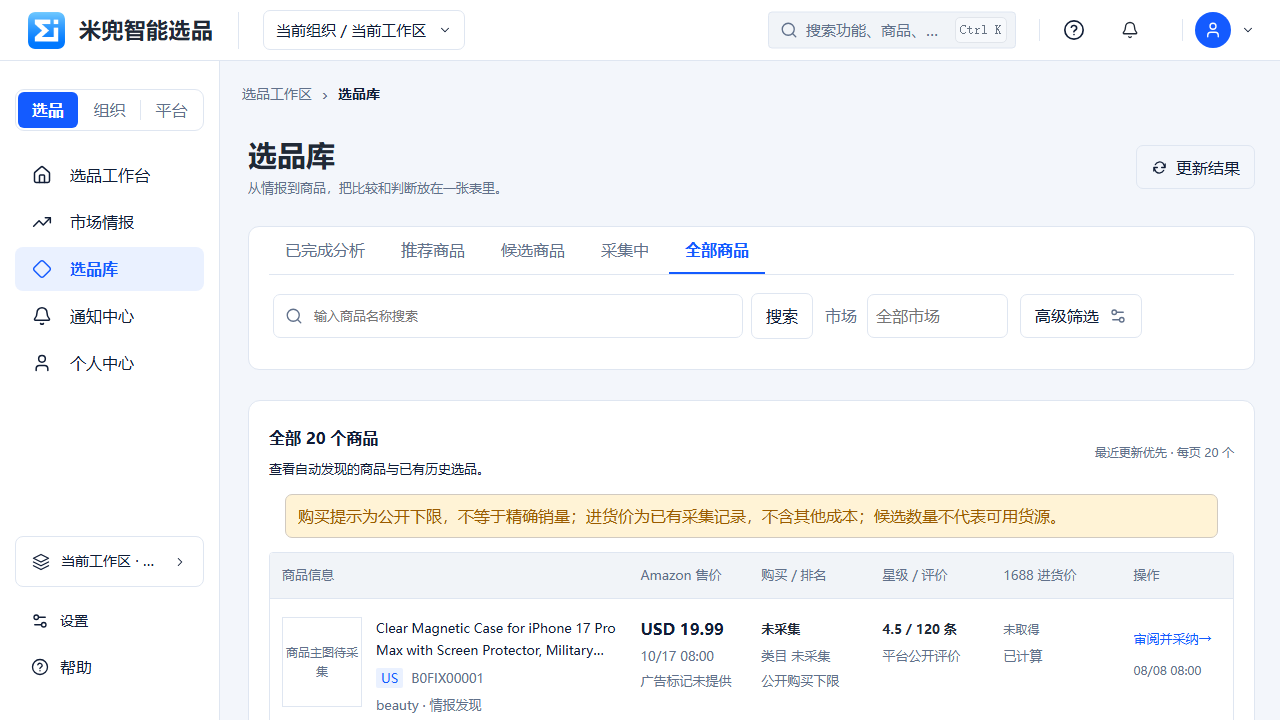 米兜智能选品
当前组织 / 当前工作区
搜索功能、商品、... Ctrl K
选品 组织 平台
选品工作台
市场情报
选品库
通知中心
个人中心
当前工作区 · ...
设置
帮助
选品工作区 › 选品库
选品库
从情报到商品，把比较和判断放在一张表里。
更新结果
已完成分析 推荐商品 候选商品 采集中 全部商品
输入商品名称搜索 搜索 市场 全部市场 高级筛选
全部 20 个商品
查看自动发现的商品与已有历史选品。
最近更新优先 · 每页 20 个
购买提示为公开下限，不等于精确销量；进货价为已有采集记录，不含其他成本；候选数量不代表可用货源。
商品信息 Amazon 售价 购买 / 排名 星级 / 评价 1688 进货价 操作
商品主图待采集
Clear Magnetic Case for iPhone 17 Pro
Max with Screen Protector, Military...
US B0FIX00001
beauty · 情报发现
USD 19.99
10/17 08:00
广告标记未提供
未采集
类目 未采集
公开购买下限
4.5 / 120 条
平台公开评价
未取得
已计算
审阅并采纳→
08/08 08:00